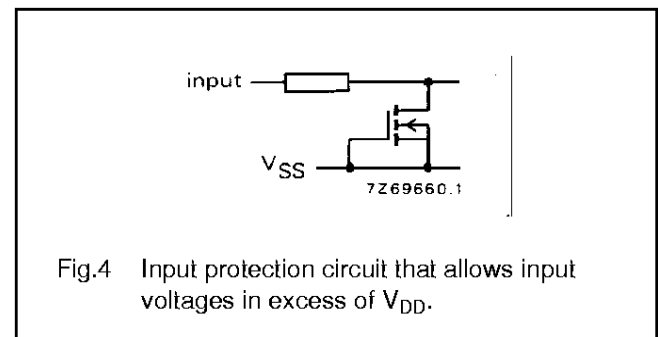 input
VSS
7Z69660.1
Fig.4 Input protection circuit that allows input
voltages in excess of VDD.